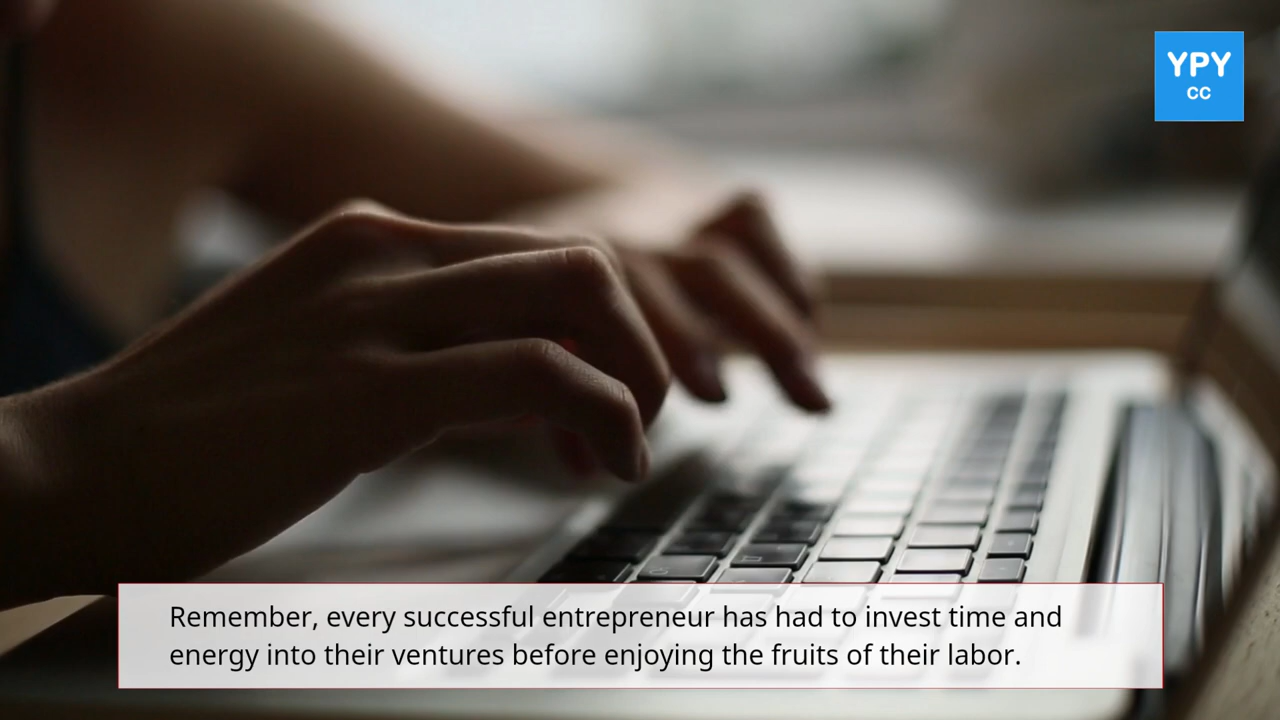 YPY
CC
Remember, every successful entrepreneur has had to invest time and
energy into their ventures before enjoying the fruits of their labor.